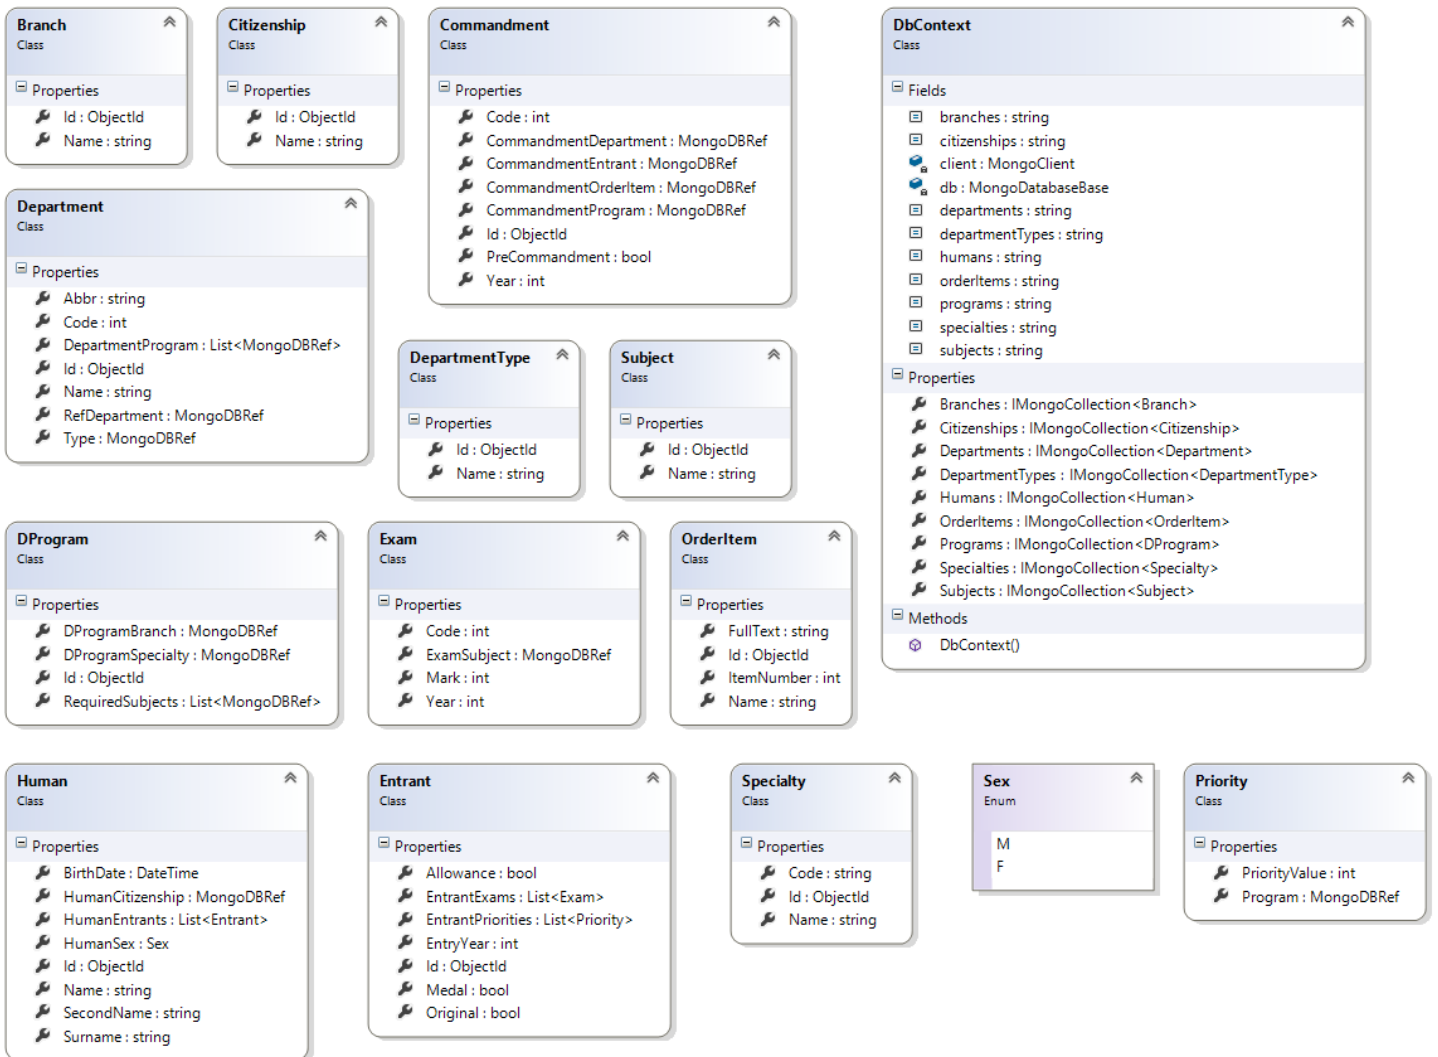 Branch
Class
Properties
Id : ObjectId
Name : string
Citizenship
Class
Properties
Id : ObjectId
Name : string
Commandment
Class
Properties
Code : int
CommandmentDepartment : MongoDBRef
CommandmentEntrant : MongoDBRef
CommandmentOrderItem : MongoDBRef
CommandmentProgram : MongoDBRef
Id : ObjectId
PreCommandment : bool
Year : int
DbContext
Class
Fields
branches : string
citizenships : string
client : MongoClient
db : MongoDatabaseBase
departments : string
departmentTypes : string
humans : string
orderItems : string
programs : string
specialties : string
subjects : string
Properties
Branches : IMongoCollection<Branch>
Citizenships : IMongoCollection<Citizenship>
Departments : IMongoCollection<Department>
DepartmentTypes : IMongoCollection<DepartmentType>
Humans : IMongoCollection<Human>
OrderItems : IMongoCollection<OrderItem>
Programs : IMongoCollection<DProgram>
Specialties : IMongoCollection<Specialty>
Subjects : IMongoCollection<Subject>
Methods
DbContext()
Department
Class
Properties
Abbr : string
Code : int
DepartmentProgram : List<MongoDBRef>
Id : ObjectId
Name : string
RefDepartment : MongoDBRef
Type : MongoDBRef
DepartmentType
Class
Properties
Id : ObjectId
Name : string
Subject
Class
Properties
Id : ObjectId
Name : string
DProgram
Class
Properties
DProgramBranch : MongoDBRef
DProgramSpecialty : MongoDBRef
Id : ObjectId
RequiredSubjects : List<MongoDBRef>
Exam
Class
Properties
Code : int
ExamSubject : MongoDBRef
Mark : int
Year : int
OrderItem
Class
Properties
FullText : string
Id : ObjectId
ItemNumber : int
Name : string
Human
Class
Properties
BirthDate : DateTime
HumanCitizenship : MongoDBRef
HumanEntrants : List<Entrant>
HumanSex : Sex
Id : ObjectId
Name : string
SecondName : string
Surname : string
Entrant
Class
Properties
Allowance : bool
EntrantExams : List<Exam>
EntrantPriorities : List<Priority>
EntryYear : int
Id : ObjectId
Medal : bool
Original : bool
Specialty
Class
Properties
Code : string
Id : ObjectId
Name : string
Sex
Enum
M
F
Priority
Class
Properties
PriorityValue : int
Program : MongoDBRef